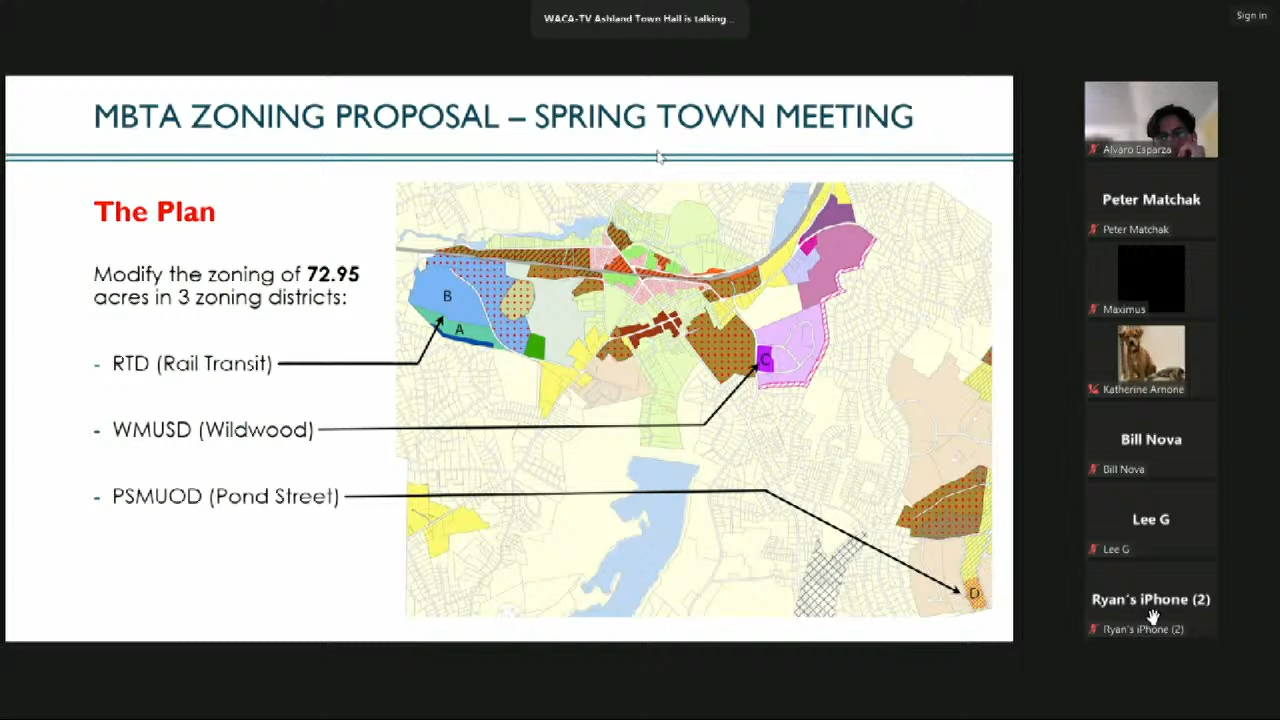 WACA-TV Ashland Town Hall is talking...
Sign in
MBTA ZONING PROPOSAL – SPRING TOWN MEETING
The Plan
Modify the zoning of 72.95
acres in 3 zoning districts:
- RTD (Rail Transit)
- WMUSD (Wildwood)
- PSMUOD (Pond Street)
B
A
C
D
Alvaro Esparza
Peter Matchak
Peter Matchak
Maximus
Katherine Arnone
Bill Nova
Bill Nova
Lee G
Lee G
Ryan's iPhone (2)
Ryan's iPhone (2)